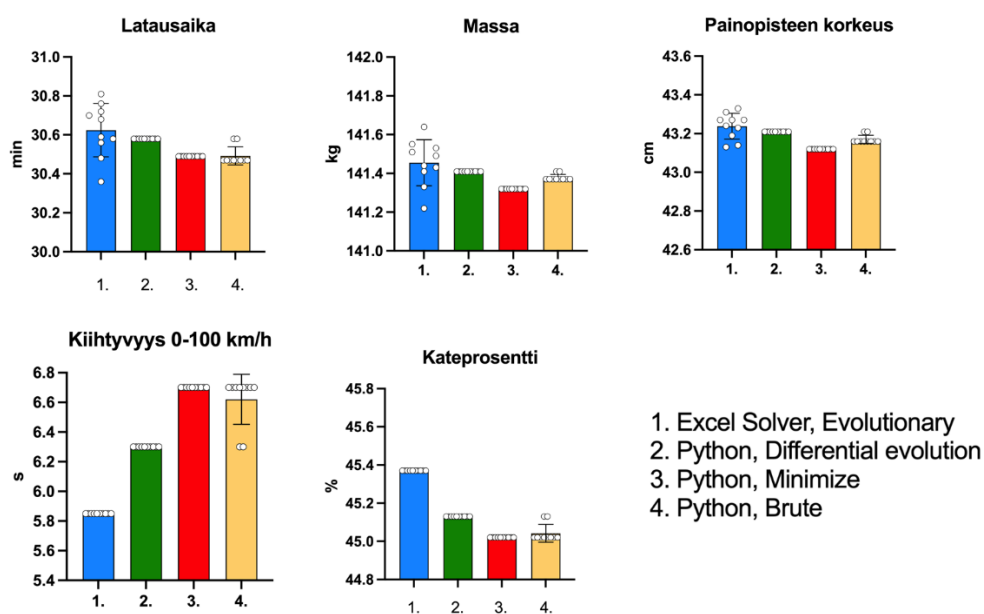 Latausaika
31.0
30.8
30.6
30.4
30.2
30.0
min
1. 2. 3. 4.
Massa
142.0
141.8
141.6
141.4
141.2
141.0
kg
1. 2. 3. 4.
Painopisteen korkeus
43.6
43.4
43.2
43.0
42.8
42.6
cm
1. 2. 3. 4.
Kiihtyvyys 0-100 km/h
6.8
6.6
6.4
6.2
6.0
5.8
5.6
5.4
s
1. 2. 3. 4.
Kateprosentti
45.8
45.6
45.4
45.2
45.0
44.8
%
1. 2. 3. 4.
1. Excel Solver, Evolutionary
2. Python, Differential evolution
3. Python, Minimize
4. Python, Brute